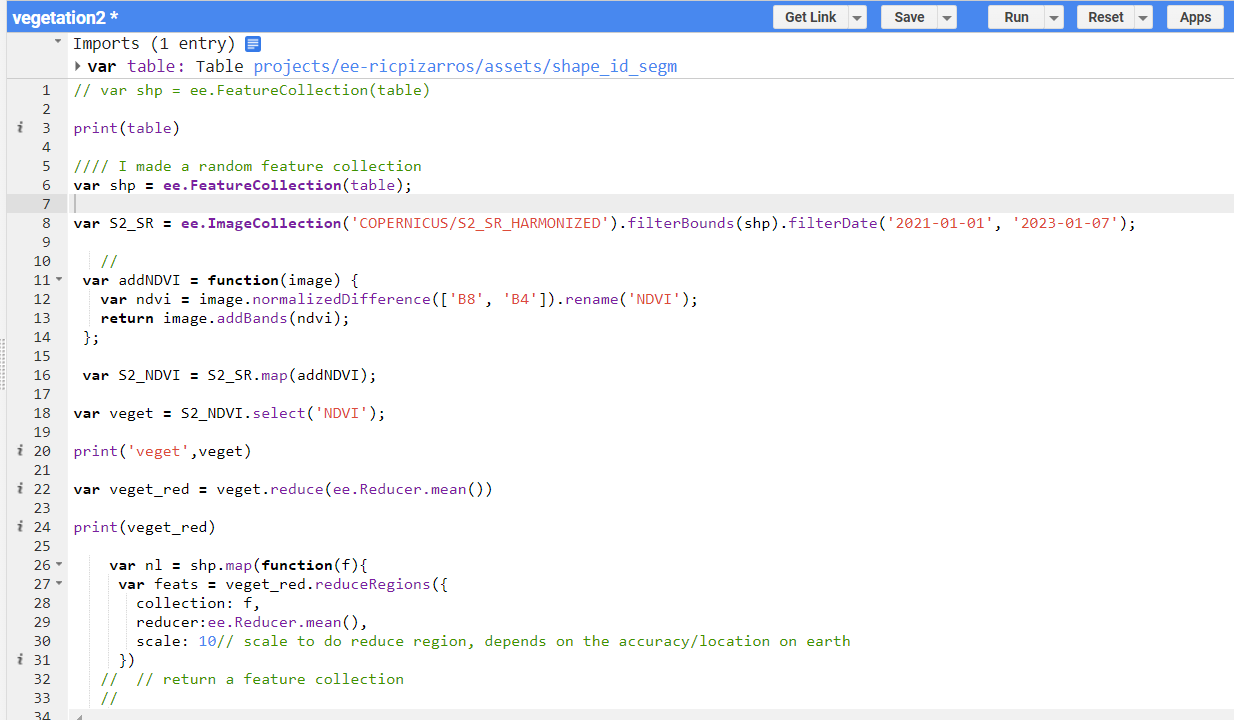 vegetation2 *
Get Link Save Run Reset Apps
Imports (1 entry)
var table: Table projects/ee-ricpizarros/assets/shape_id_segm
1 // var shp = ee.FeatureCollection(table)
2
i 3 print(table)
4
5 //// I made a random feature collection
6 var shp = ee.FeatureCollection(table);
7
8 var S2_SR = ee.ImageCollection('COPERNICUS/S2_SR_HARMONIZED').filterBounds(shp).filterDate('2021-01-01', '2023-01-07');
9
10 //
11 var addNDVI = function(image) {
12 var ndvi = image.normalizedDifference(['B8', 'B4']).rename('NDVI');
13 return image.addBands(ndvi);
14 };
15
16 var S2_NDVI = S2_SR.map(addNDVI);
17
18 var veget = S2_NDVI.select('NDVI');
19
i 20 print('veget',veget)
21
i 22 var veget_red = veget.reduce(ee.Reducer.mean())
23
i 24 print(veget_red)
25
26 var nl = shp.map(function(f){
27 var feats = veget_red.reduceRegions({
28 collection: f,
29 reducer:ee.Reducer.mean(),
30 scale: 10// scale to do reduce region, depends on the accuracy/location on earth
i 31 })
32 // // return a feature collection
33 //
34